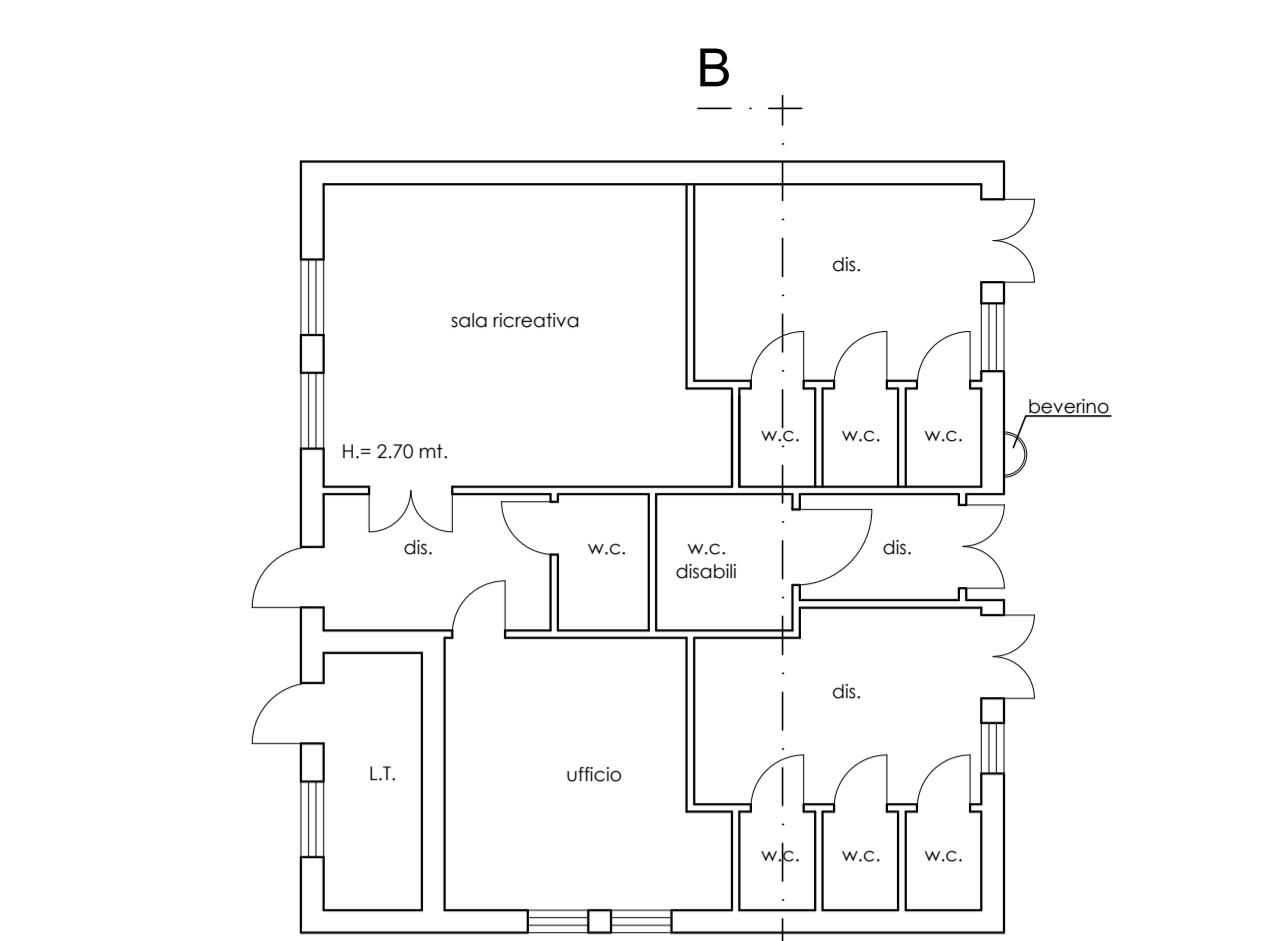 B
dis.
sala ricreativa
beverino
w.c.
w.c.
w.c.
H.= 2.70 mt.
dis.
w.c.
w.c.
disabili
dis.
dis.
L.T.
ufficio
w.c.
w.c.
w.c.